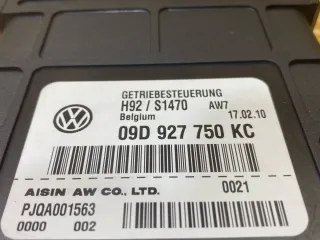 GETRIEBESTEUERUNG
H92 / S1470 AW7
Belgium 17.02.10
09D 927 750 KC
AISIN AW CO., LTD. 0021
PJQA001563
0000 002